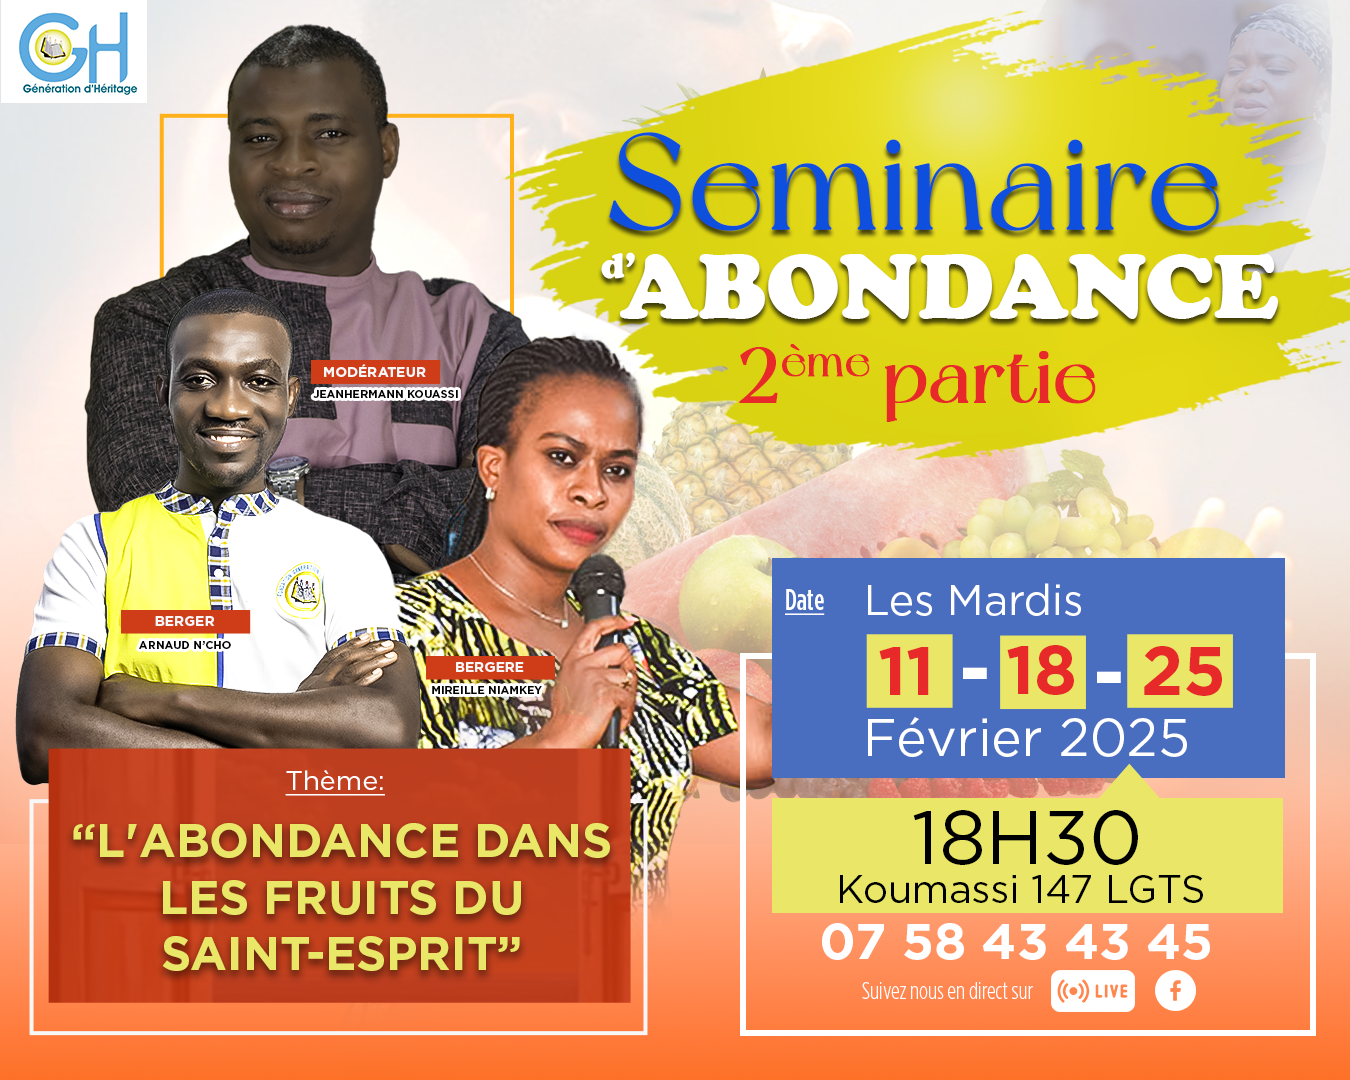 GH
Génération d'Héritage
Seminaire
d'ABONDANCE
2ème partie
MODÉRATEUR
JEANHERMANN KOUASSI
BERGER
ARNAUD N'CHO
BERGERE
MIREILLE NIAMKEY
Thème:
“L'ABONDANCE DANS
LES FRUITS DU
SAINT-ESPRIT”
Date Les Mardis
11 - 18 - 25
Février 2025
18H30
Koumassi 147 LGTS
07 58 43 43 45
Suivez nous en direct sur LIVE f